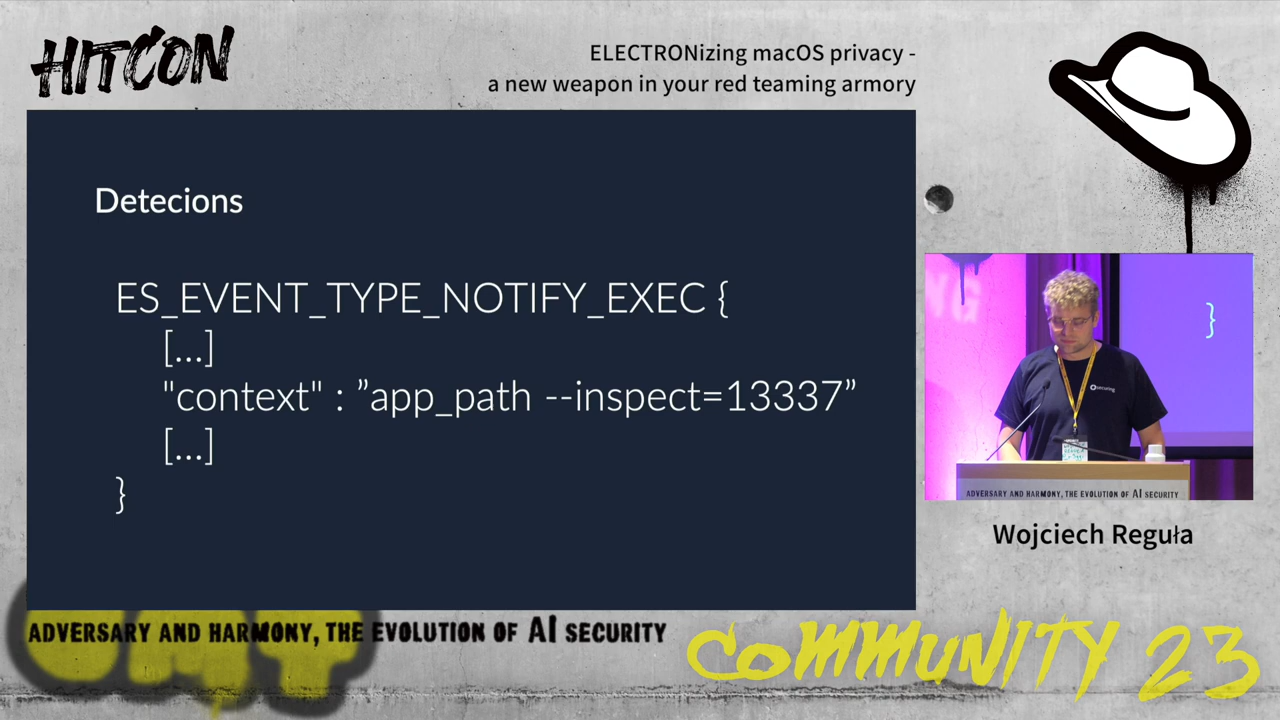 HITCON
ELECTRONizing macOS privacy -
a new weapon in your red teaming armory
Detecions
ES_EVENT_TYPE_NOTIFY_EXEC {
[...]
"context" : ”app_path --inspect=13337”
[...]
}
}
securing
ADVERSARY AND HARMONY, THE EVOLUTION OF AI SECURITY
Wojciech Reguła
ADVERSARY AND HARMONY, THE EVOLUTION OF AI SECURITY
COMMUNITY 23